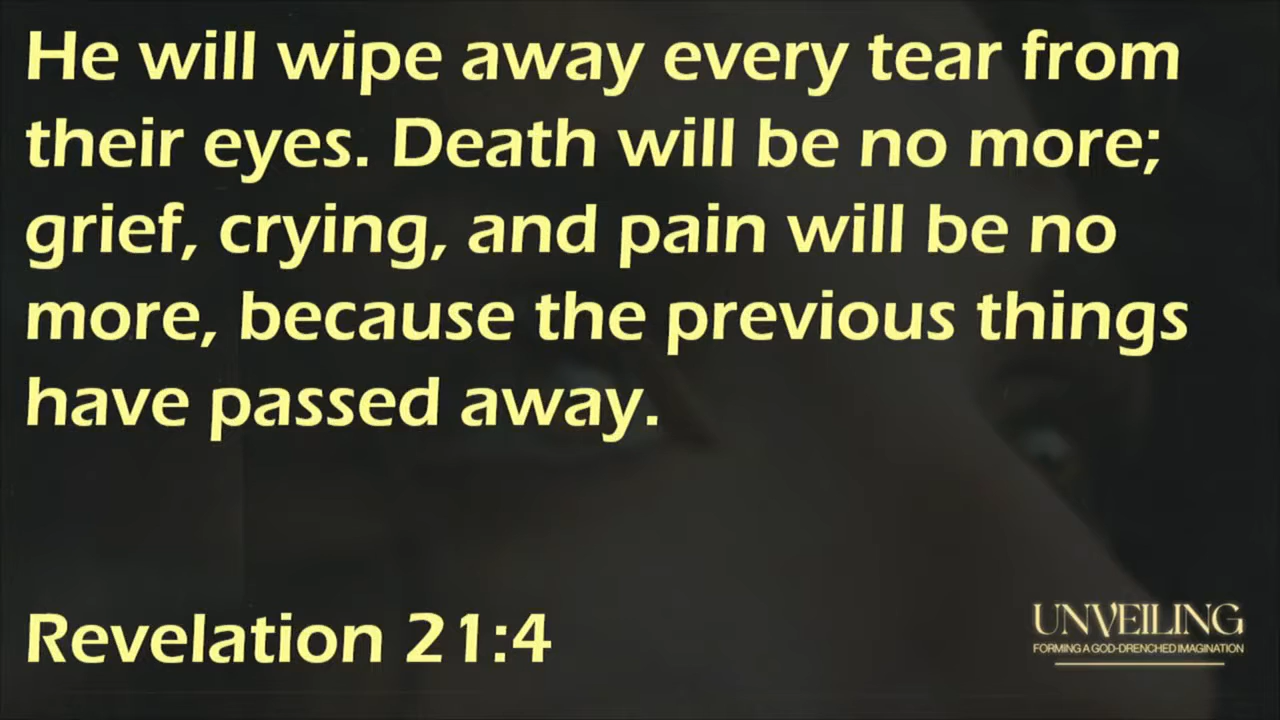 He will wipe away every tear from
their eyes. Death will be no more;
grief, crying, and pain will be no
more, because the previous things
have passed away.
Revelation 21:4
UNVEILING
FORMING A GOD-DRENCHED IMAGINATION